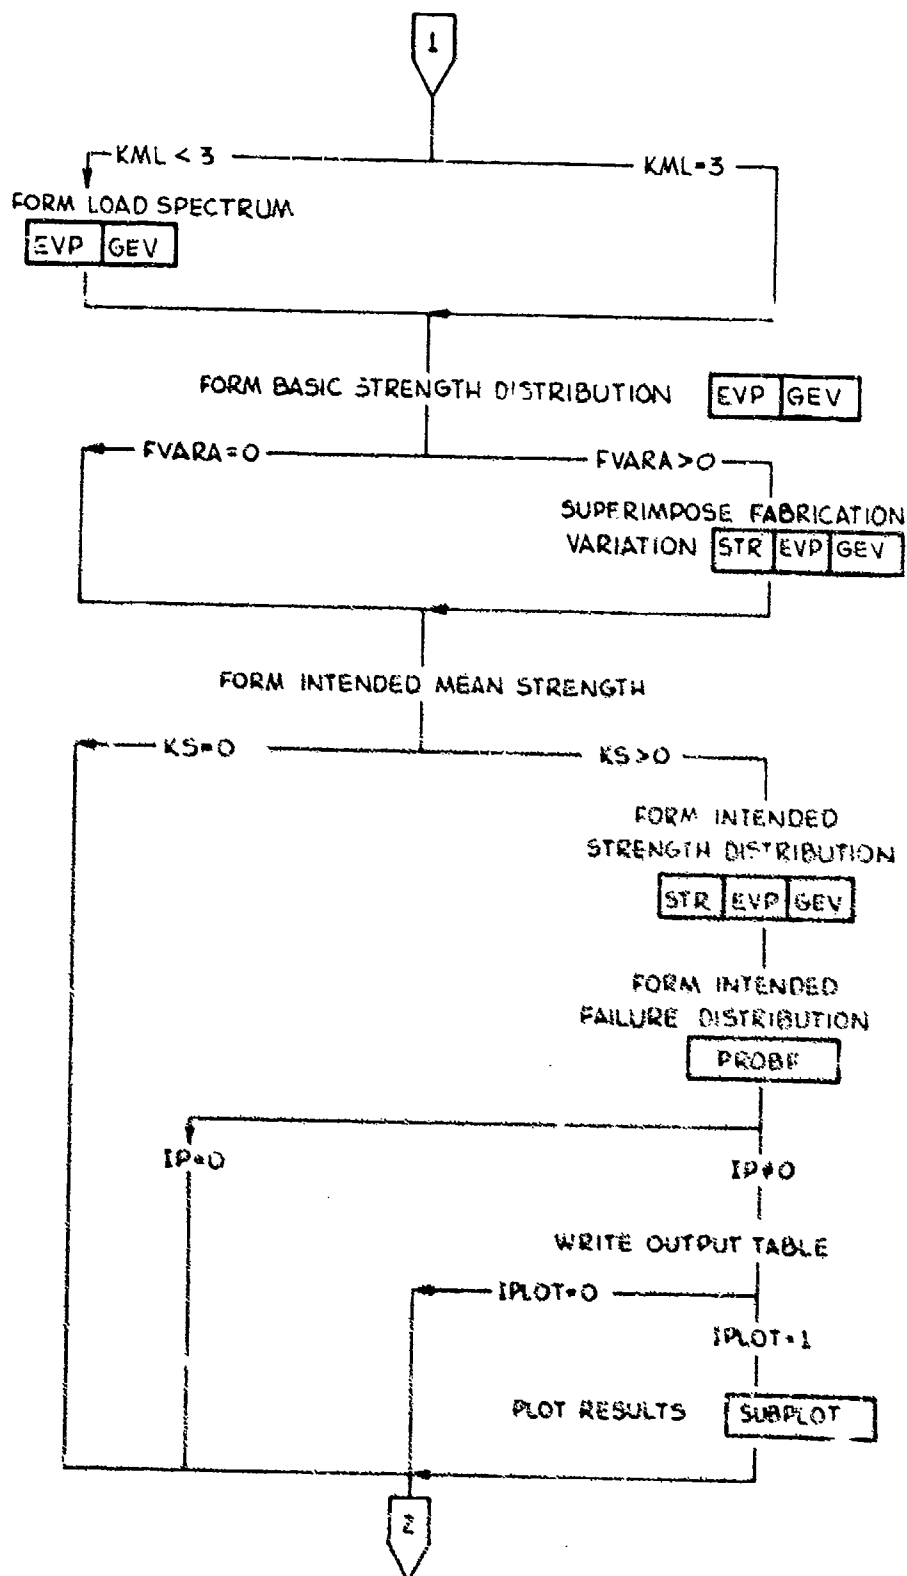 1
KML < 3
KML=3
FORM LOAD SPECTRUM
EVP GEV
FORM BASIC STRENGTH DISTRIBUTION EVP GEV
FVARA=0
FVARA>0
SUPERIMPOSE FABRICATION
VARIATION STR EVP GEV
FORM INTENDED MEAN STRENGTH
KS=0
KS>0
FORM INTENDED
STRENGTH DISTRIBUTION
STR EVP GEV
FORM INTENDED
FAILURE DISTRIBUTION
PROBF
IP=0
IP≠0
WRITE OUTPUT TABLE
IPLOT=0
IPLOT=1
PLOT RESULTS SUBPLOT
2